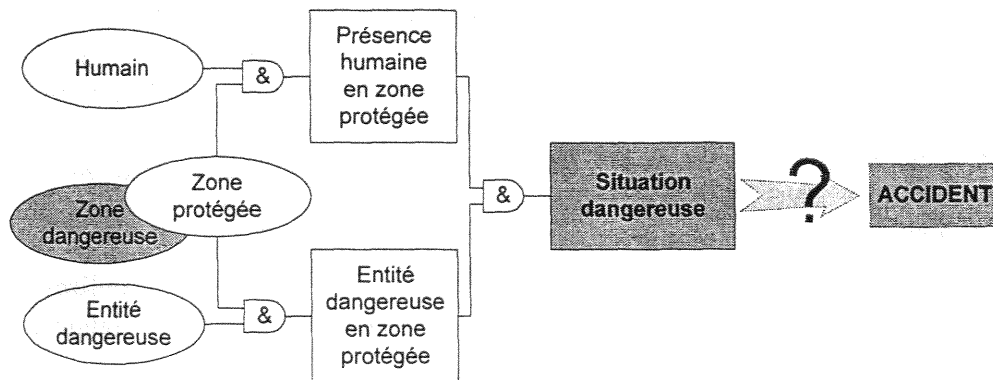 Humain
&
Présence
humaine
en zone
protégée
Zone
protégée
Zone
dangereuse
&
Situation
dangereuse
?
ACCIDENT
Entité
dangereuse
&
Entité
dangereuse
en zone
protégée